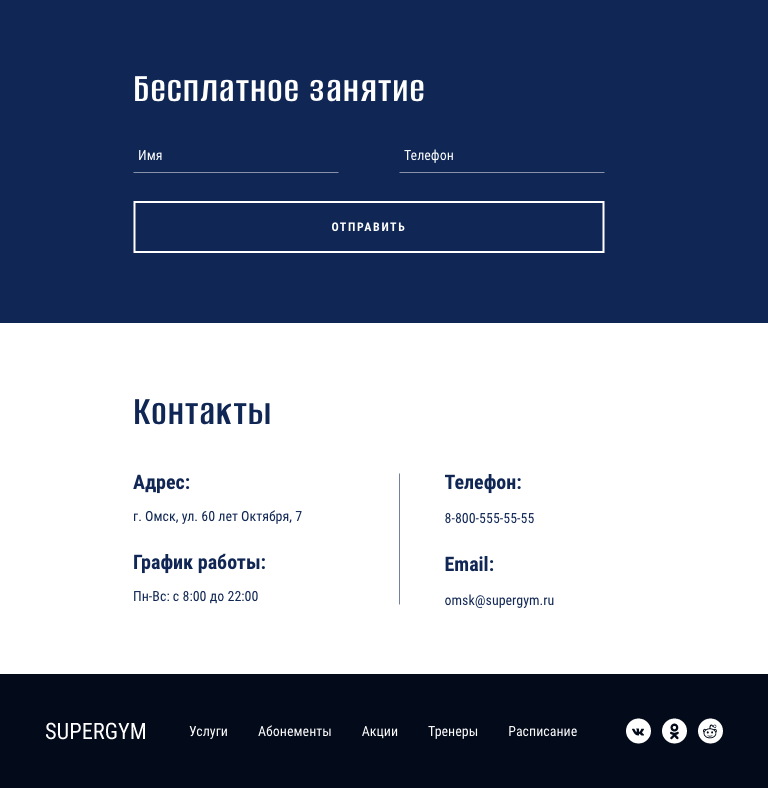 Бесплатное занятие
Имя
Телефон
ОТПРАВИТЬ
Контакты
Адрес:
г. Омск, ул. 60 лет Октября, 7
График работы:
Пн-Вс: с 8:00 до 22:00
Телефон:
8-800-555-55-55
Email:
omsk@supergym.ru
SUPERGYM
Услуги
Абонементы
Акции
Тренеры
Расписание